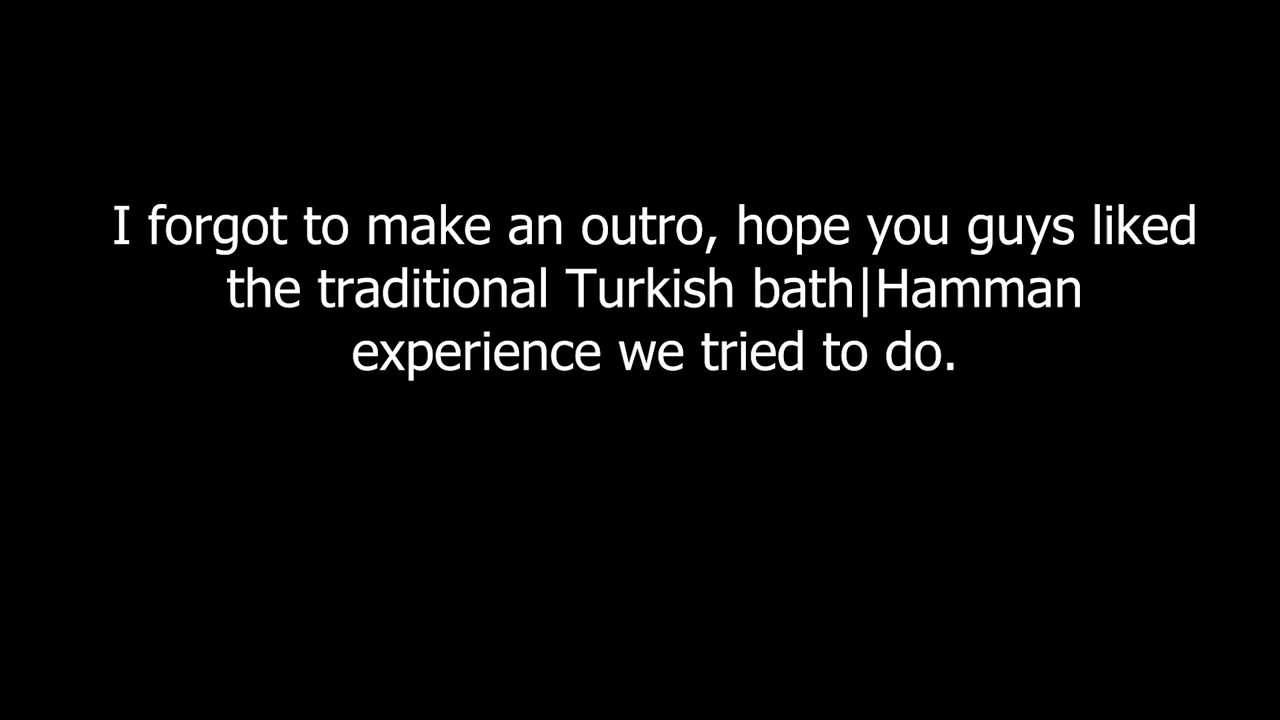 I forgot to make an outro, hope you guys liked
the traditional Turkish bath|Hamman
experience we tried to do.